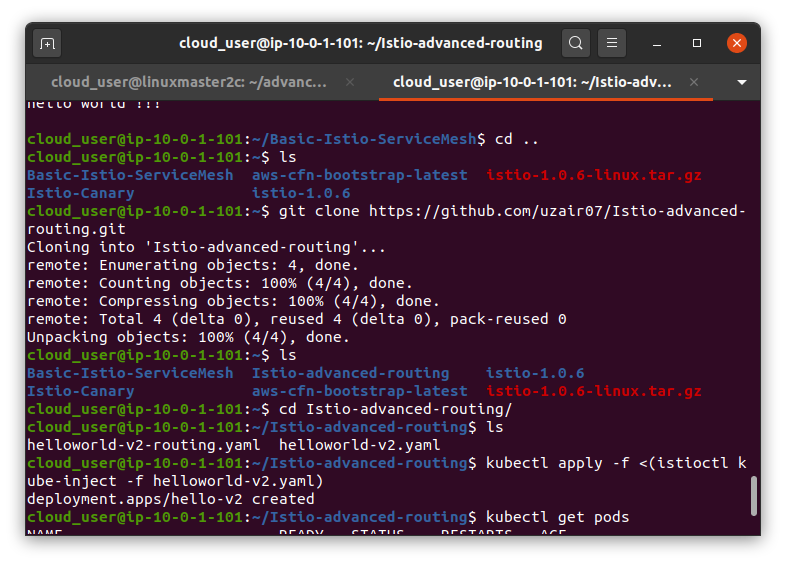 cloud_user@ip-10-0-1-101: ~/Istio-advanced-routing
cloud_user@linuxmaster2c: ~/advanc...
cloud_user@ip-10-0-1-101: ~/Istio-adv...
hello world !!!
cloud_user@ip-10-0-1-101:~/Basic-Istio-ServiceMesh$ cd ..
cloud_user@ip-10-0-1-101:~$ ls
Basic-Istio-ServiceMesh  aws-cfn-bootstrap-latest  istio-1.0.6-linux.tar.gz
Istio-Canary             istio-1.0.6
cloud_user@ip-10-0-1-101:~$ git clone https://github.com/uzair07/Istio-advanced-
routing.git
Cloning into 'Istio-advanced-routing'...
remote: Enumerating objects: 4, done.
remote: Counting objects: 100% (4/4), done.
remote: Compressing objects: 100% (4/4), done.
remote: Total 4 (delta 0), reused 4 (delta 0), pack-reused 0
Unpacking objects: 100% (4/4), done.
cloud_user@ip-10-0-1-101:~$ ls
Basic-Istio-ServiceMesh  Istio-advanced-routing    istio-1.0.6
Istio-Canary             aws-cfn-bootstrap-latest  istio-1.0.6-linux.tar.gz
cloud_user@ip-10-0-1-101:~$ cd Istio-advanced-routing/
cloud_user@ip-10-0-1-101:~/Istio-advanced-routing$ ls
helloworld-v2-routing.yaml  helloworld-v2.yaml
cloud_user@ip-10-0-1-101:~/Istio-advanced-routing$ kubectl apply -f <(istioctl k
ube-inject -f helloworld-v2.yaml)
deployment.apps/hello-v2 created
cloud_user@ip-10-0-1-101:~/Istio-advanced-routing$ kubectl get pods
NAME                        READY   STATUS    RESTARTS   AGE